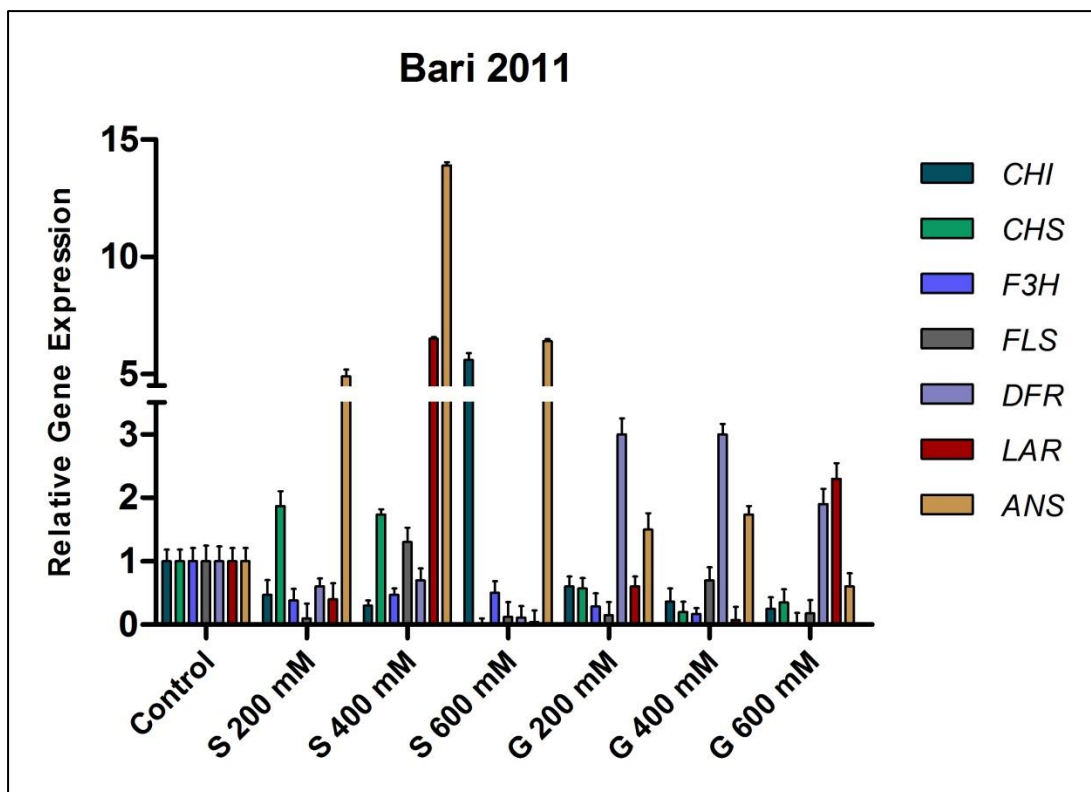 Bari 2011
Relative Gene Expression
15
10
5
3
2
1
0
Control
S 200 mM
S 400 mM
S 600 mM
G 200 mM
G 400 mM
G 600 mM
CHI
CHS
F3H
FLS
DFR
LAR
ANS